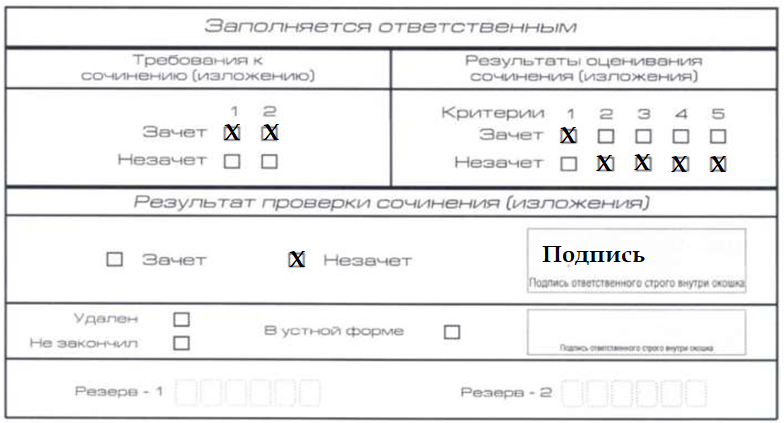 Заполняется ответственным
Требования к
сочинению (изложению)
Результаты оценивания
сочинения (изложения)
1 2
Зачет X X
Незачет
Критерии 1 2 3 4 5
Зачет X
Незачет X X X X
Результат проверки сочинения (изложения)
Зачет X Незачет
Подпись
Подпись ответственного строго внутри окошка
Удален
Не закончил
В устной форме
Подпись ответственного строго внутри окошка
Резерв - 1
Резерв - 2